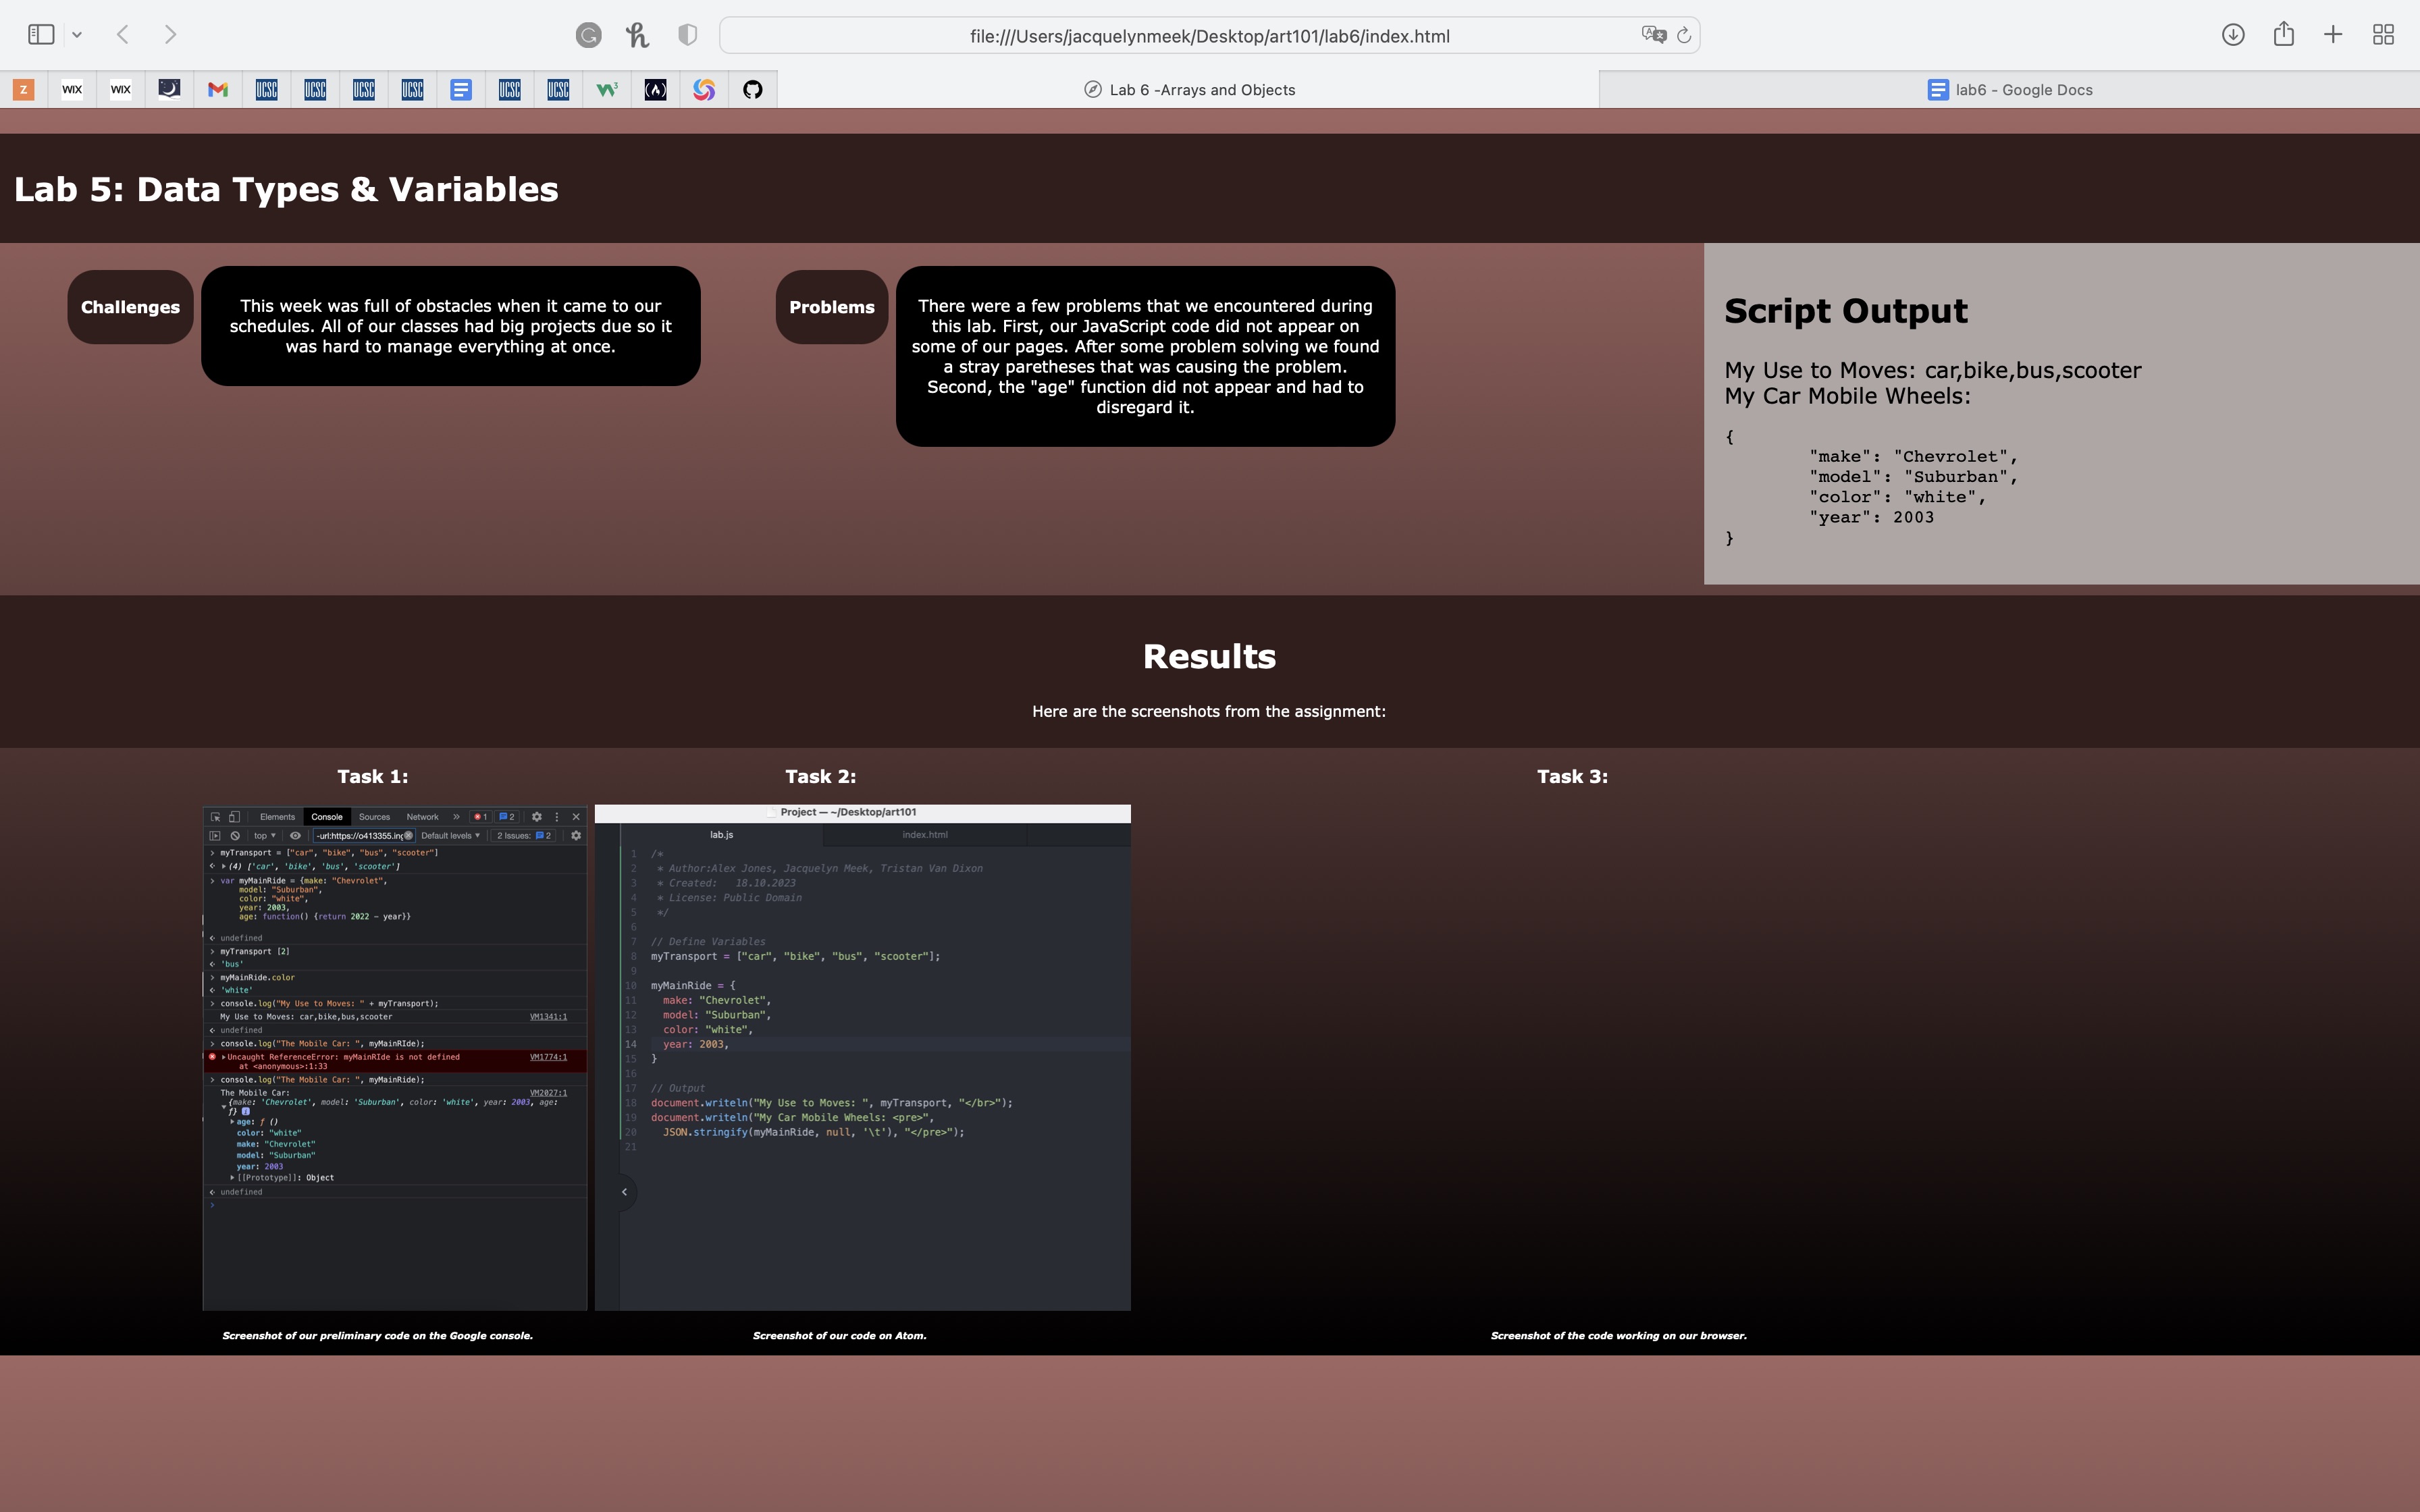 file:///Users/jacquelynmeek/Desktop/art101/lab6/index.html
Z
WIX
WIX
UCSC
UCSC
UCSC
UCSC
UCSC
UCSC
Lab 6 -Arrays and Objects
lab6 - Google Docs
Lab 5: Data Types & Variables
Challenges
This week was full of obstacles when it came to our
schedules. All of our classes had big projects due so it
was hard to manage everything at once.
Problems
There were a few problems that we encountered during
this lab. First, our JavaScript code did not appear on
some of our pages. After some problem solving we found
a stray paretheses that was causing the problem.
Second, the "age" function did not appear and had to
disregard it.
Script Output
My Use to Moves: car,bike,bus,scooter
My Car Mobile Wheels:
{
"make": "Chevrolet",
"model": "Suburban",
"color": "white",
"year": 2003
}
Results
Here are the screenshots from the assignment:
Task 1:
Elements Console Sources Network » 1 2
top -url:https://o413355.ing Default levels 2 Issues: 2
> myTransport = ["car", "bike", "bus", "scooter"]
(4) ['car', 'bike', 'bus', 'scooter']
> var myMainRide = {make: "Chevrolet",
model: "Suburban",
color: "white",
year: 2003,
age: function() {return 2022 - year}}
undefined
> myTransport [2]
'bus'
> myMainRide.color
'white'
> console.log("My Use to Moves: " + myTransport);
My Use to Moves: car,bike,bus,scooter VM1341:1
undefined
> console.log("The Mobile Car: ", myMainRIde);
Uncaught ReferenceError: myMainRIde is not defined VM1774:1
at <anonymous>:1:33
> console.log("The Mobile Car: ", myMainRide);
The Mobile Car: VM2027:1
{make: 'Chevrolet', model: 'Suburban', color: 'white', year: 2003, age:
ƒ}
age: ƒ ()
color: "white"
make: "Chevrolet"
model: "Suburban"
year: 2003
[[Prototype]]: Object
undefined
>
Screenshot of our preliminary code on the Google console.
Task 2:
Project — ~/Desktop/art101
lab.js index.html
1 /*
2 * Author:Alex Jones, Jacquelyn Meek, Tristan Van Dixon
3 * Created: 18.10.2023
4 * License: Public Domain
5 */
6
7 // Define Variables
8 myTransport = ["car", "bike", "bus", "scooter"];
9
10 myMainRide = {
11 make: "Chevrolet",
12 model: "Suburban",
13 color: "white",
14 year: 2003,
15 }
16
17 // Output
18 document.writeln("My Use to Moves: ", myTransport, "</br>");
19 document.writeln("My Car Mobile Wheels: <pre>",
20 JSON.stringify(myMainRide, null, '\t'), "</pre>");
21
Screenshot of our code on Atom.
Task 3:
Screenshot of the code working on our browser.